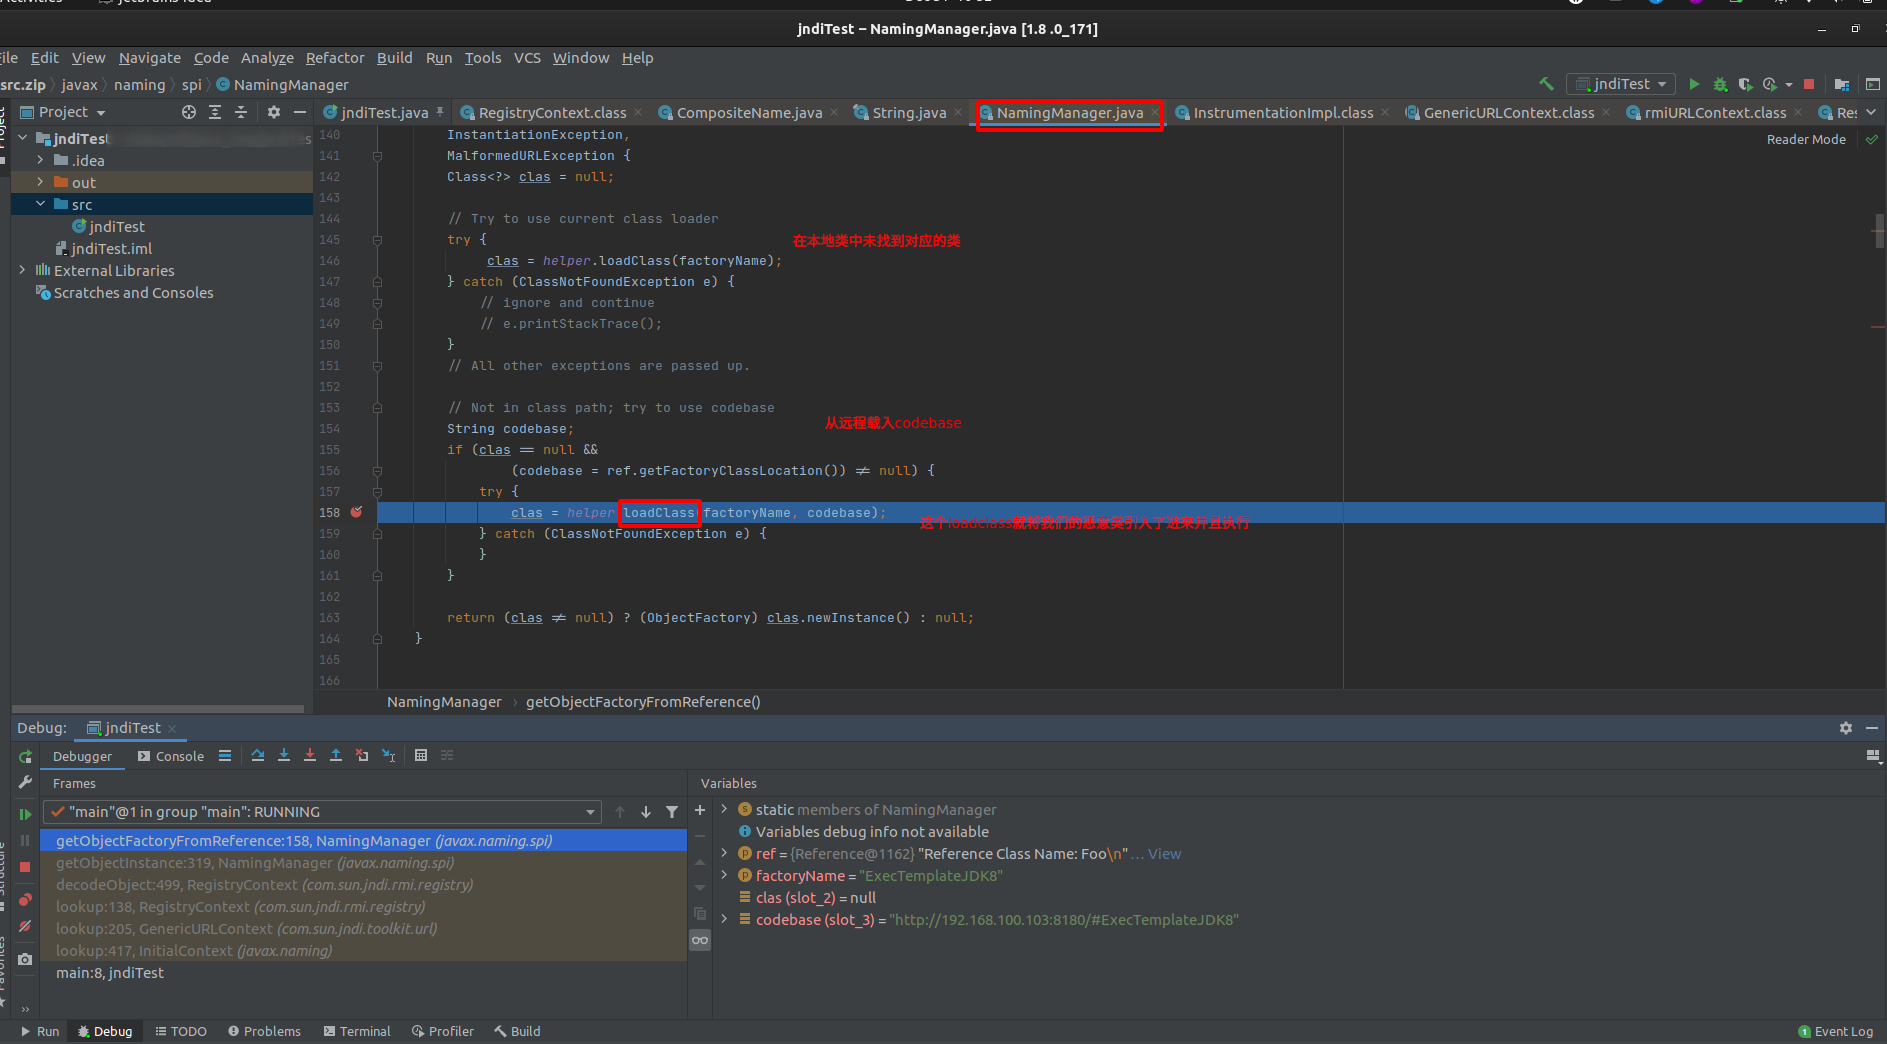 Activities
jetbrains-idea
jndiTest – NamingManager.java [1.8 .0_171]
File Edit View Navigate Code Analyze Refactor Build Run Tools VCS Window Help
src.zip javax naming spi NamingManager
jndiTest
Project
jndiTest.java RegistryContext.class CompositeName.java String.java NamingManager.java InstrumentationImpl.class GenericURLContext.class rmiURLContext.class Res
Reader Mode
Project
jndiTest
.idea
out
src
jndiTest
jndiTest.iml
External Libraries
Scratches and Consoles
140 InstantiationException,
141 MalformedURLException {
142 Class<?> clas = null;
143
144 // Try to use current class loader
145 try {
在本地类中未找到对应的类
146 clas = helper.loadClass(factoryName);
147 } catch (ClassNotFoundException e) {
148 // ignore and continue
149 // e.printStackTrace();
150 }
151 // All other exceptions are passed up.
152
153 // Not in class path; try to use codebase
从远程载入codebase
154 String codebase;
155 if (clas == null &&
156 (codebase = ref.getFactoryClassLocation()) ≠ null) {
157 try {
158 clas = helper.loadClass(factoryName, codebase);
这个loadclass就将我们的恶意类引入了进来并且执行
159 } catch (ClassNotFoundException e) {
160 }
161 }
162
163 return (clas ≠ null) ? (ObjectFactory) clas.newInstance() : null;
164 }
165
166
NamingManager › getObjectFactoryFromReference()
Debug: jndiTest
Debugger Console
Frames
Variables
"main"@1 in group "main": RUNNING
getObjectFactoryFromReference:158, NamingManager (javax.naming.spi)
getObjectInstance:319, NamingManager (javax.naming.spi)
decodeObject:499, RegistryContext (com.sun.jndi.rmi.registry)
lookup:138, RegistryContext (com.sun.jndi.rmi.registry)
lookup:205, GenericURLContext (com.sun.jndi.toolkit.url)
lookup:417, InitialContext (javax.naming)
main:8, jndiTest
static members of NamingManager
Variables debug info not available
ref = {Reference@1162} "Reference Class Name: Foo\n" … View
factoryName = "ExecTemplateJDK8"
clas (slot_2) = null
codebase (slot_3) = "http://192.168.100.103:8180/#ExecTemplateJDK8"
Structure
Favorites
Run Debug TODO Problems Terminal Profiler Build
1 Event Log